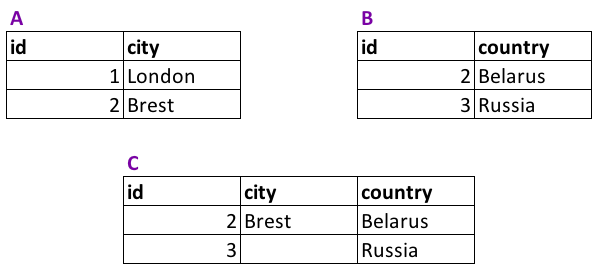 A
id city
1 London
2 Brest
B
id country
2 Belarus
3 Russia
C
id city country
2 Brest Belarus
3 Russia